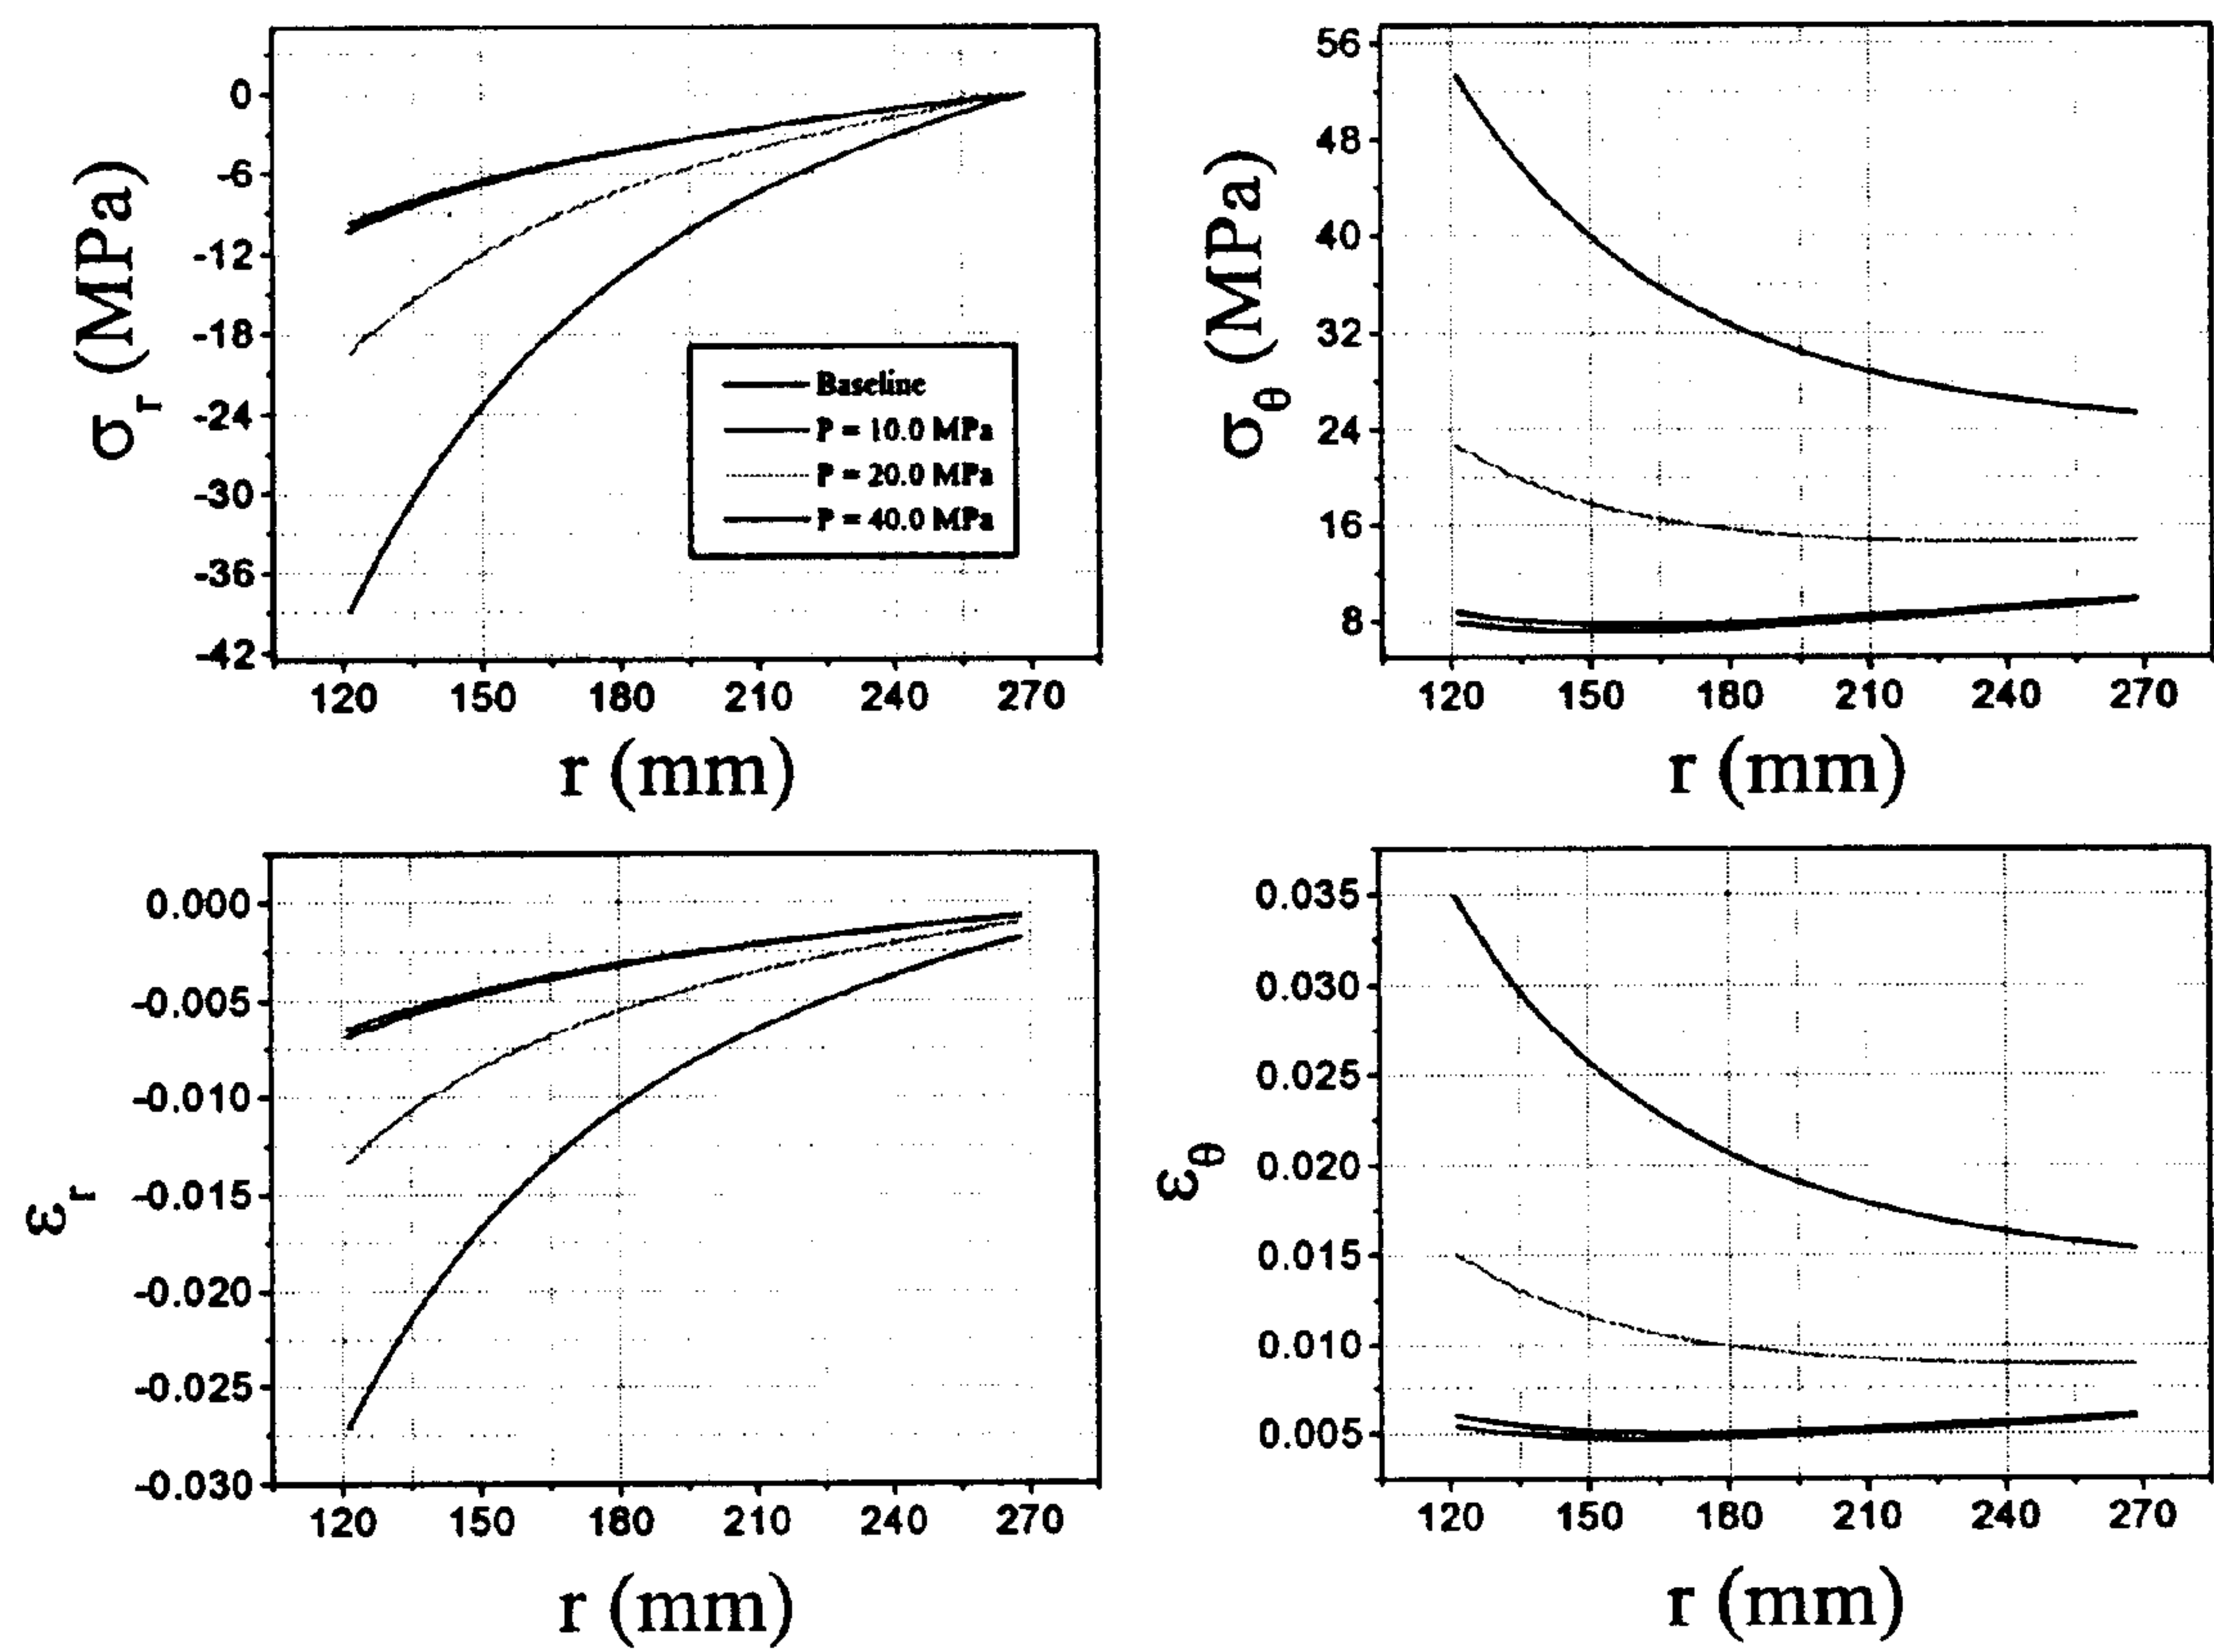 0
-6
-12
-18
-24
-30
-36
-42
σr (MPa)
Baseline
P = 10.0 MPa
P = 20.0 MPa
P = 40.0 MPa
120 150 180 210 240 270
r (mm)
56
48
40
32
24
16
8
σθ (MPa)
120 150 180 210 240 270
r (mm)
0.000
-0.005
-0.010
-0.015
-0.020
-0.025
-0.030
εr
120 150 180 210 240 270
r (mm)
0.035
0.030
0.025
0.020
0.015
0.010
0.005
εθ
120 150 180 210 240 270
r (mm)